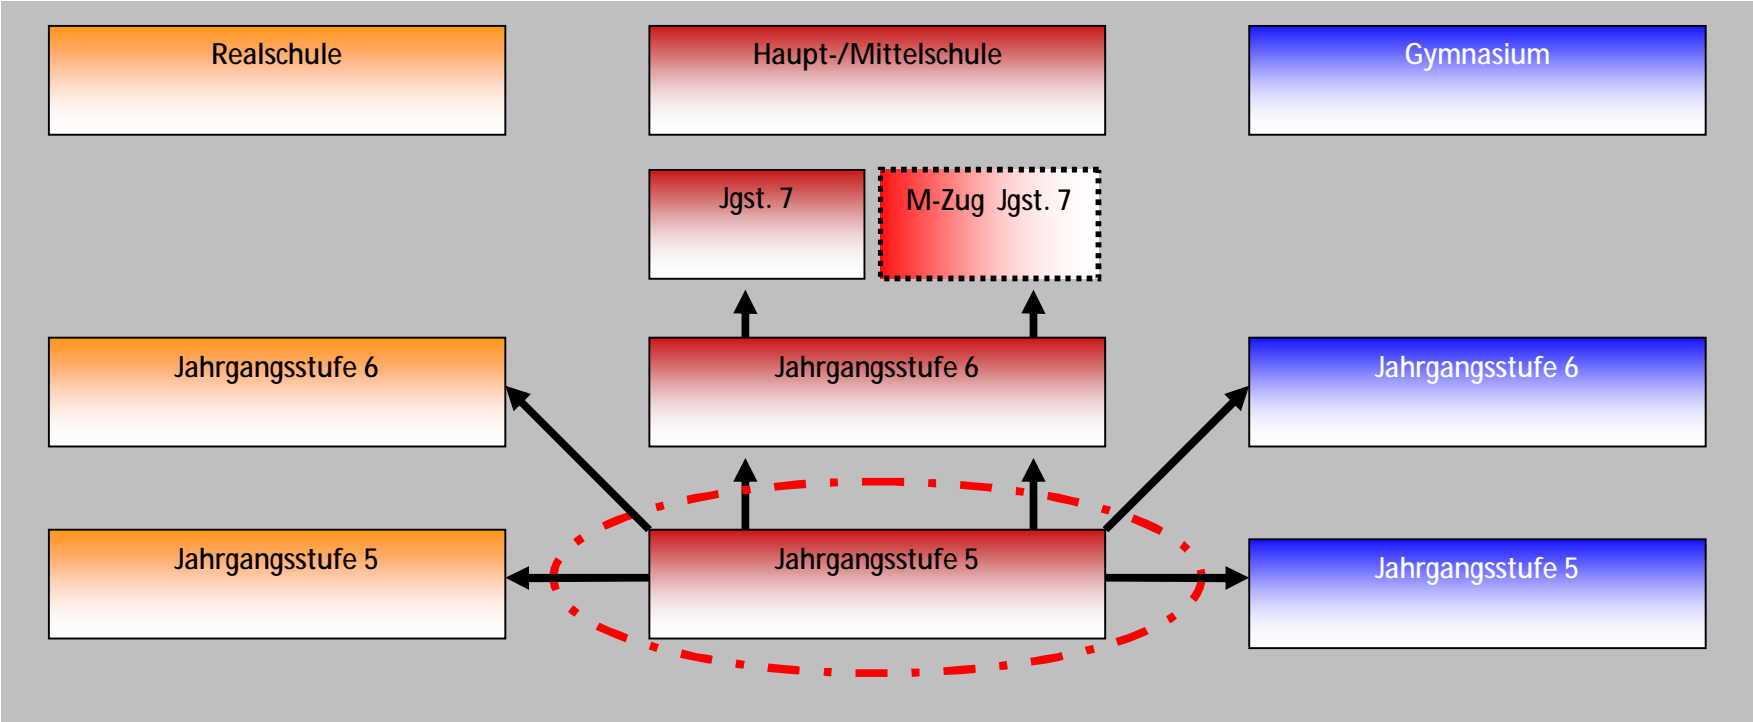 Realschule
Haupt-/Mittelschule
Gymnasium
Jgst. 7
M-Zug Jgst. 7
Jahrgangsstufe 6
Jahrgangsstufe 6
Jahrgangsstufe 6
Jahrgangsstufe 5
Jahrgangsstufe 5
Jahrgangsstufe 5